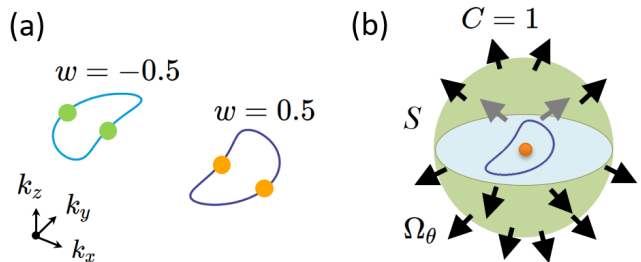 (a)
w = −0.5
w = 0.5
k_z
k_y
k_x
(b)
C = 1
S
Ω_θ